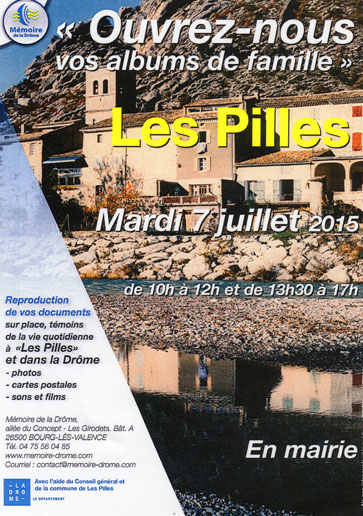 Mémoire
de la Drôme
« Ouvrez-nous
vos albums de famille »
Les Pilles
Mardi 7 juillet 2015
de 10h à 12h et de 13h30 à 17h
Reproduction
de vos documents
sur place, témoins
de la vie quotidienne
à «Les Pilles»
et dans la Drôme
- photos
- cartes postales
- sons et films
Mémoire de la Drôme,
allée du Concept - Les Girodets. Bât. A
26500 BOURG-LÈS-VALENCE
Tél. 04 75 56 04 85
www.memoire-drome.com
Courriel : contact@memoire-drome.com
En mairie
LA
DRÔ
ME
LE DÉPARTEMENT
Avec l'aide du Conseil général et
de la commune de Les Pilles